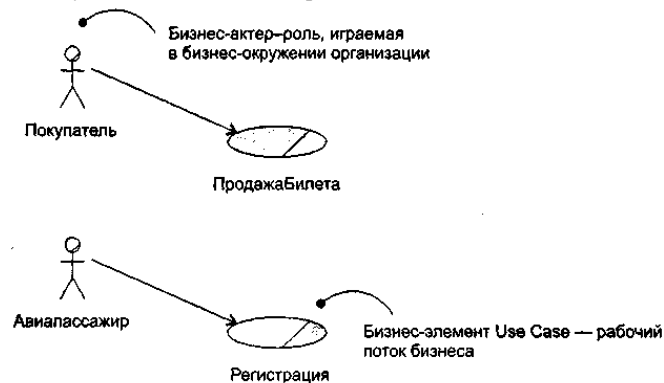 Бизнес-актер–роль, играемая
в бизнес-окружении организации
Покупатель
ПродажаБилета
Авиапассажир
Бизнес-элемент Use Case — рабочий
поток бизнеса
Регистрация